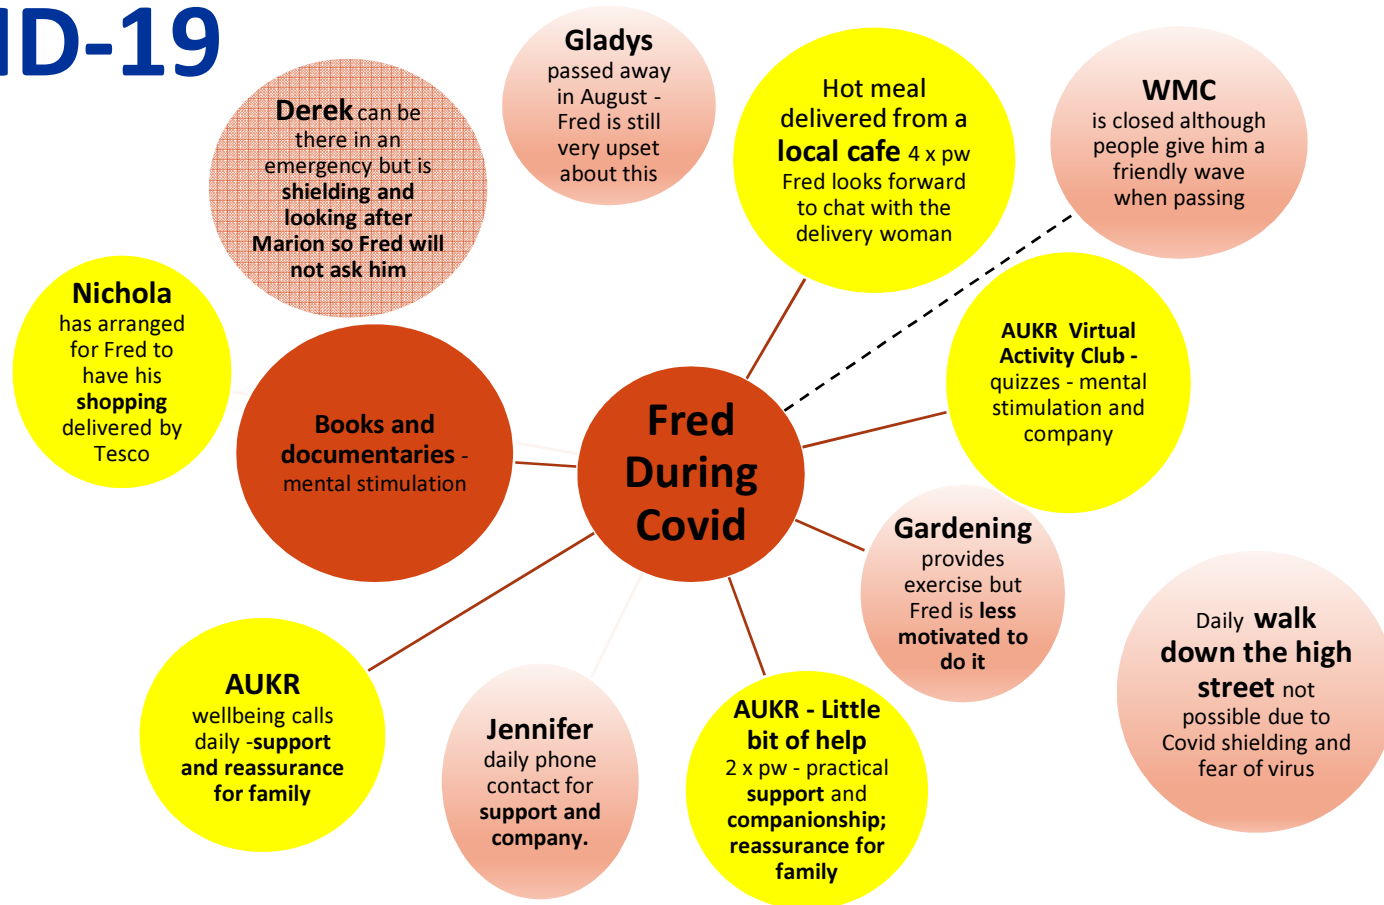 ID-19
Gladys
passed away
in August -
Fred is still
very upset
about this
Hot meal
delivered from a
local cafe 4 x pw
Fred looks forward
to chat with the
delivery woman
WMC
is closed although
people give him a
friendly wave
when passing
Derek can be
there in an
emergency but is
shielding and
looking after
Marion so Fred will
not ask him
Nichola
has arranged
for Fred to
have his
shopping
delivered by
Tesco
Books and
documentaries -
mental stimulation
Fred
During
Covid
AUKR Virtual
Activity Club -
quizzes - mental
stimulation and
company
Gardening
provides
exercise but
Fred is less
motivated to
do it
Daily walk
down the high
street not
possible due to
Covid shielding and
fear of virus
AUKR
wellbeing calls
daily -support
and reassurance
for family
Jennifer
daily phone
contact for
support and
company.
AUKR - Little
bit of help
2 x pw - practical
support and
companionship;
reassurance for
family